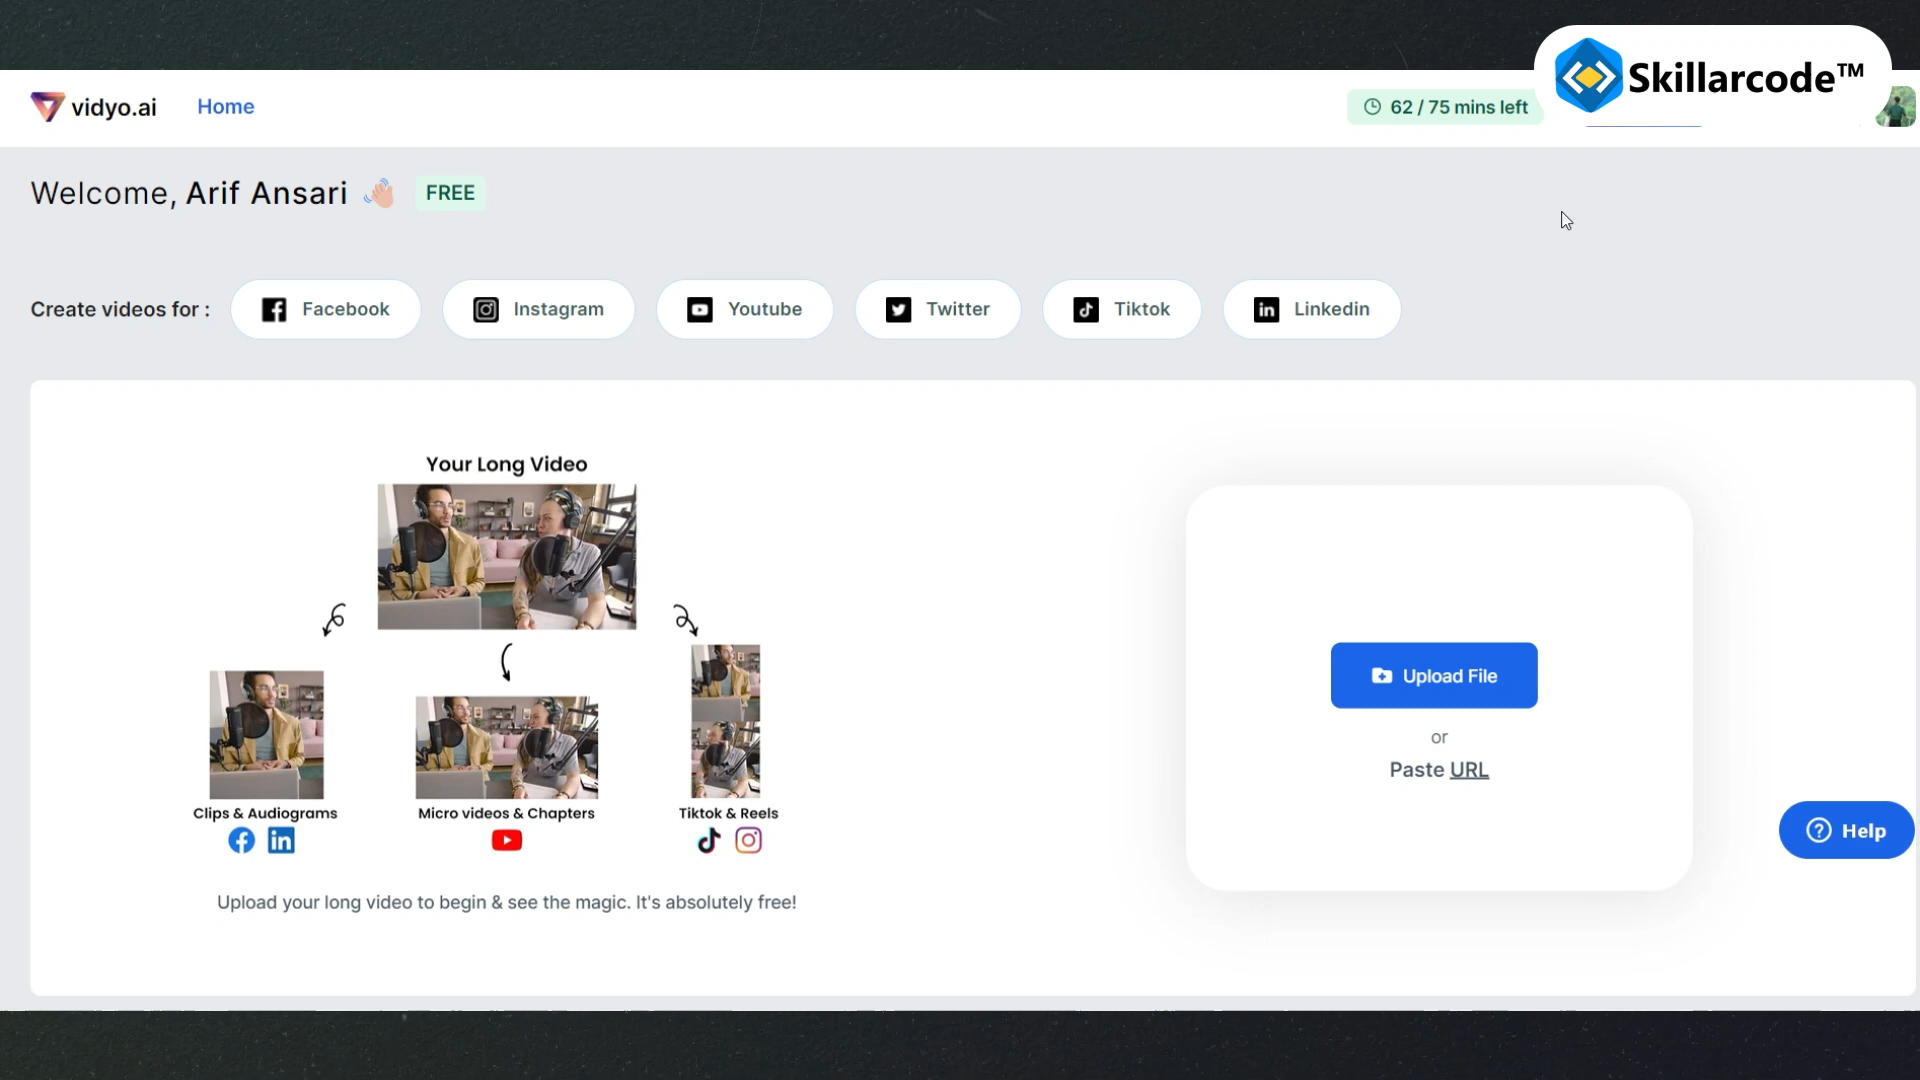 Skillarcode™
vidyo.ai
Home
62 / 75 mins left
Welcome, Arif Ansari
FREE
Create videos for :
Facebook
Instagram
Youtube
Twitter
Tiktok
Linkedin
Your Long Video
Clips & Audiograms
Micro videos & Chapters
Tiktok & Reels
Upload your long video to begin & see the magic. It's absolutely free!
Upload File
or
Paste URL
Help